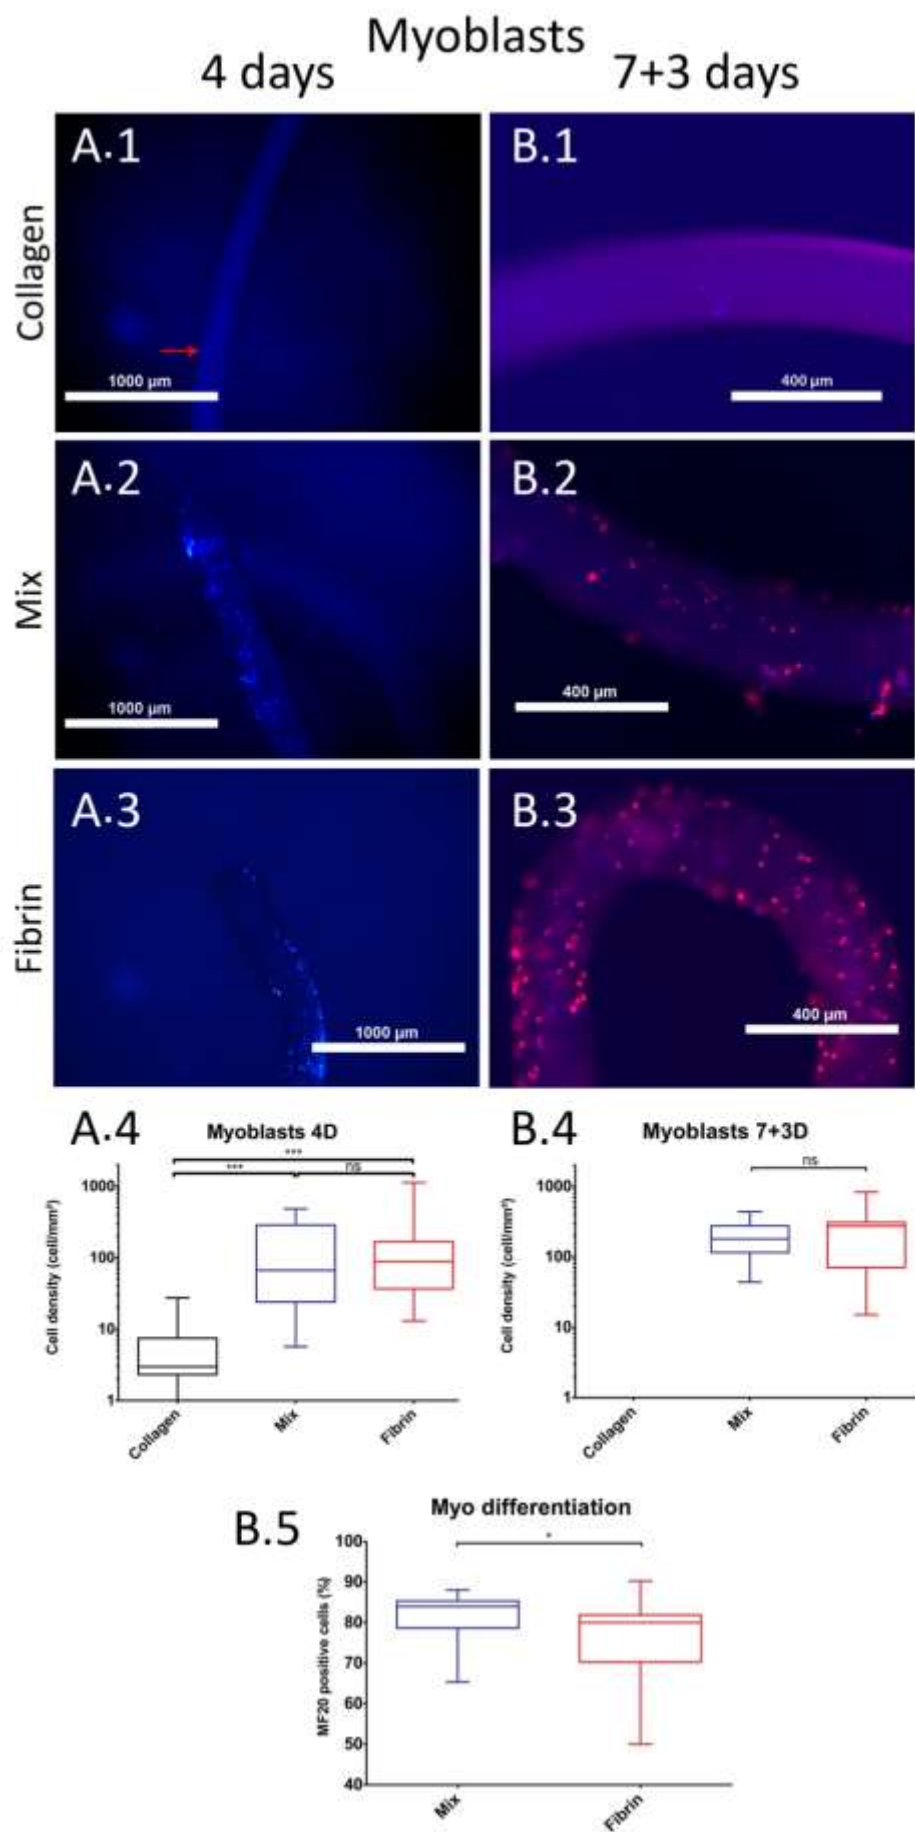 Myoblasts
4 days
7+3 days
Collagen
A.1
1000 µm
B.1
400 µm
Mix
A.2
1000 µm
B.2
400 µm
Fibrin
A.3
1000 µm
B.3
400 µm
A.4
Myoblasts 4D
***
***
ns
Cell density (cell/mm²)
1000
100
10
1
Collagen
Mix
Fibrin
B.4
Myoblasts 7+3D
ns
Cell density (cell/mm²)
1000
100
10
1
Collagen
Mix
Fibrin
B.5
Myo differentiation
*
MF20 positive cells (%)
100
90
80
70
60
50
40
Mix
Fibrin